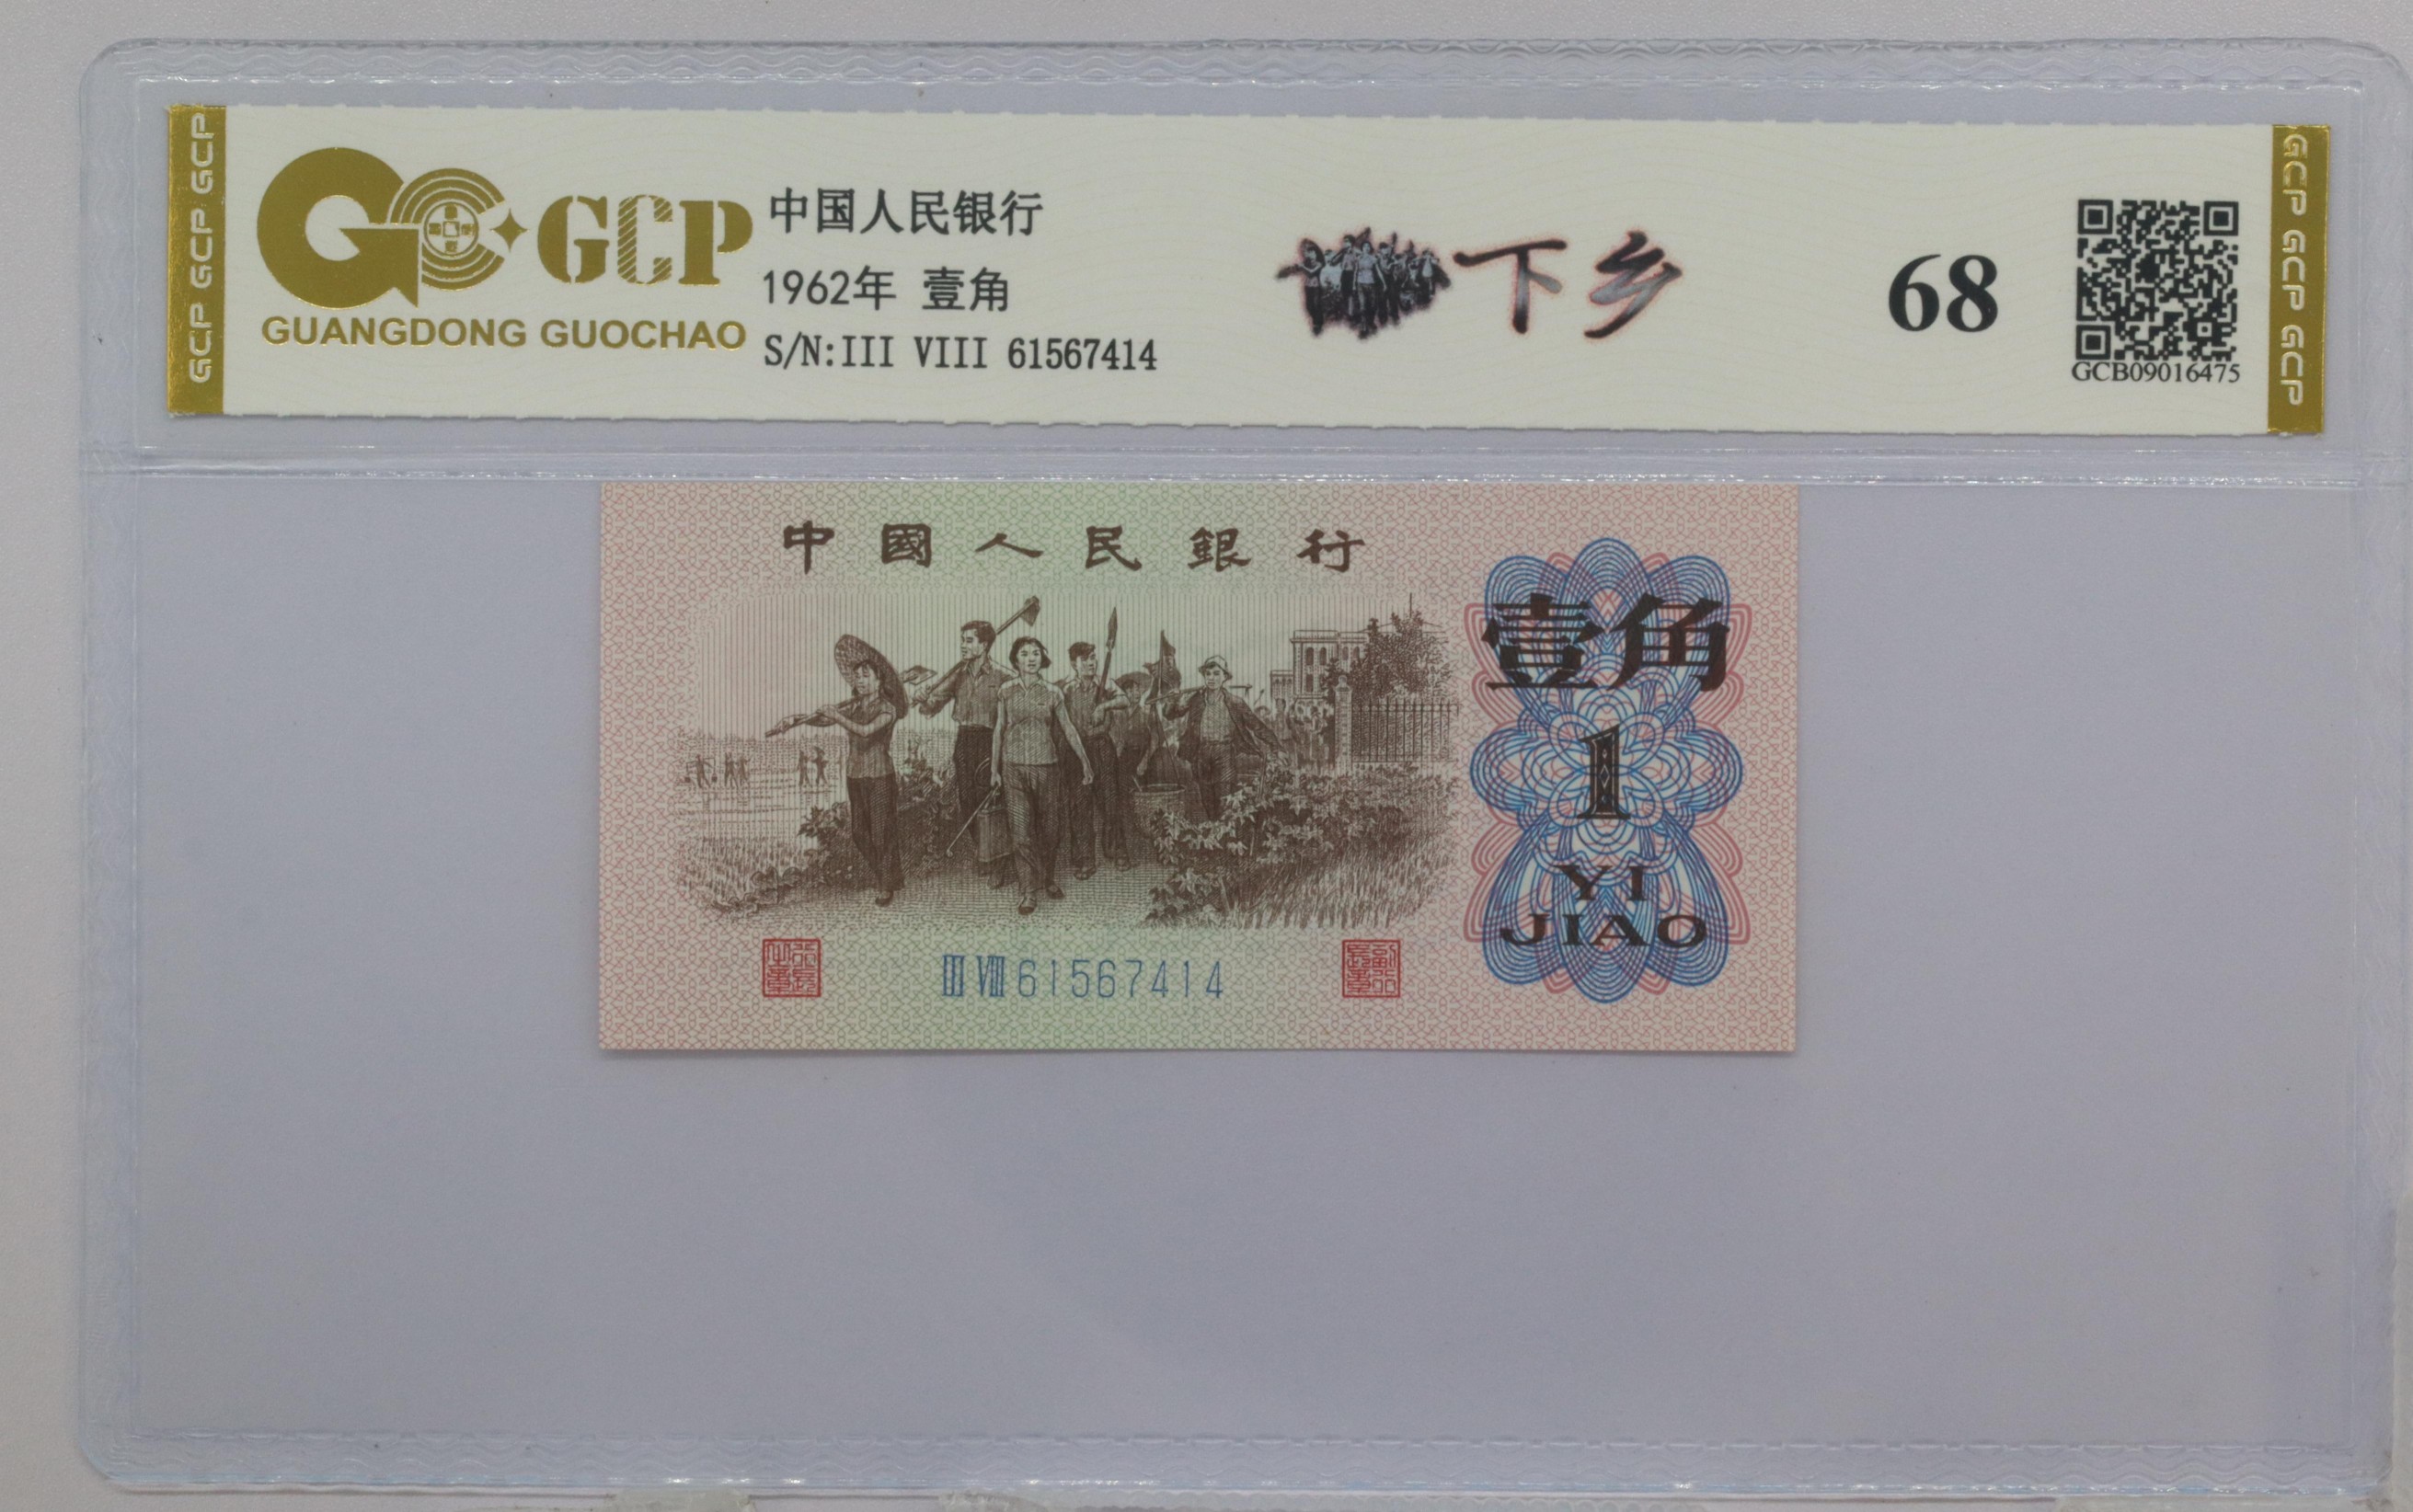 GCP GCP GCP
GCP
GUANGDONG GUOCHAO
中国人民银行
1962年 壹角
S/N:III VIII 61567414
下乡
68
GCB09016475
GCP GCP GCP
中國人民銀行
壹角
1
YI
JIAO
III VIII 61567414